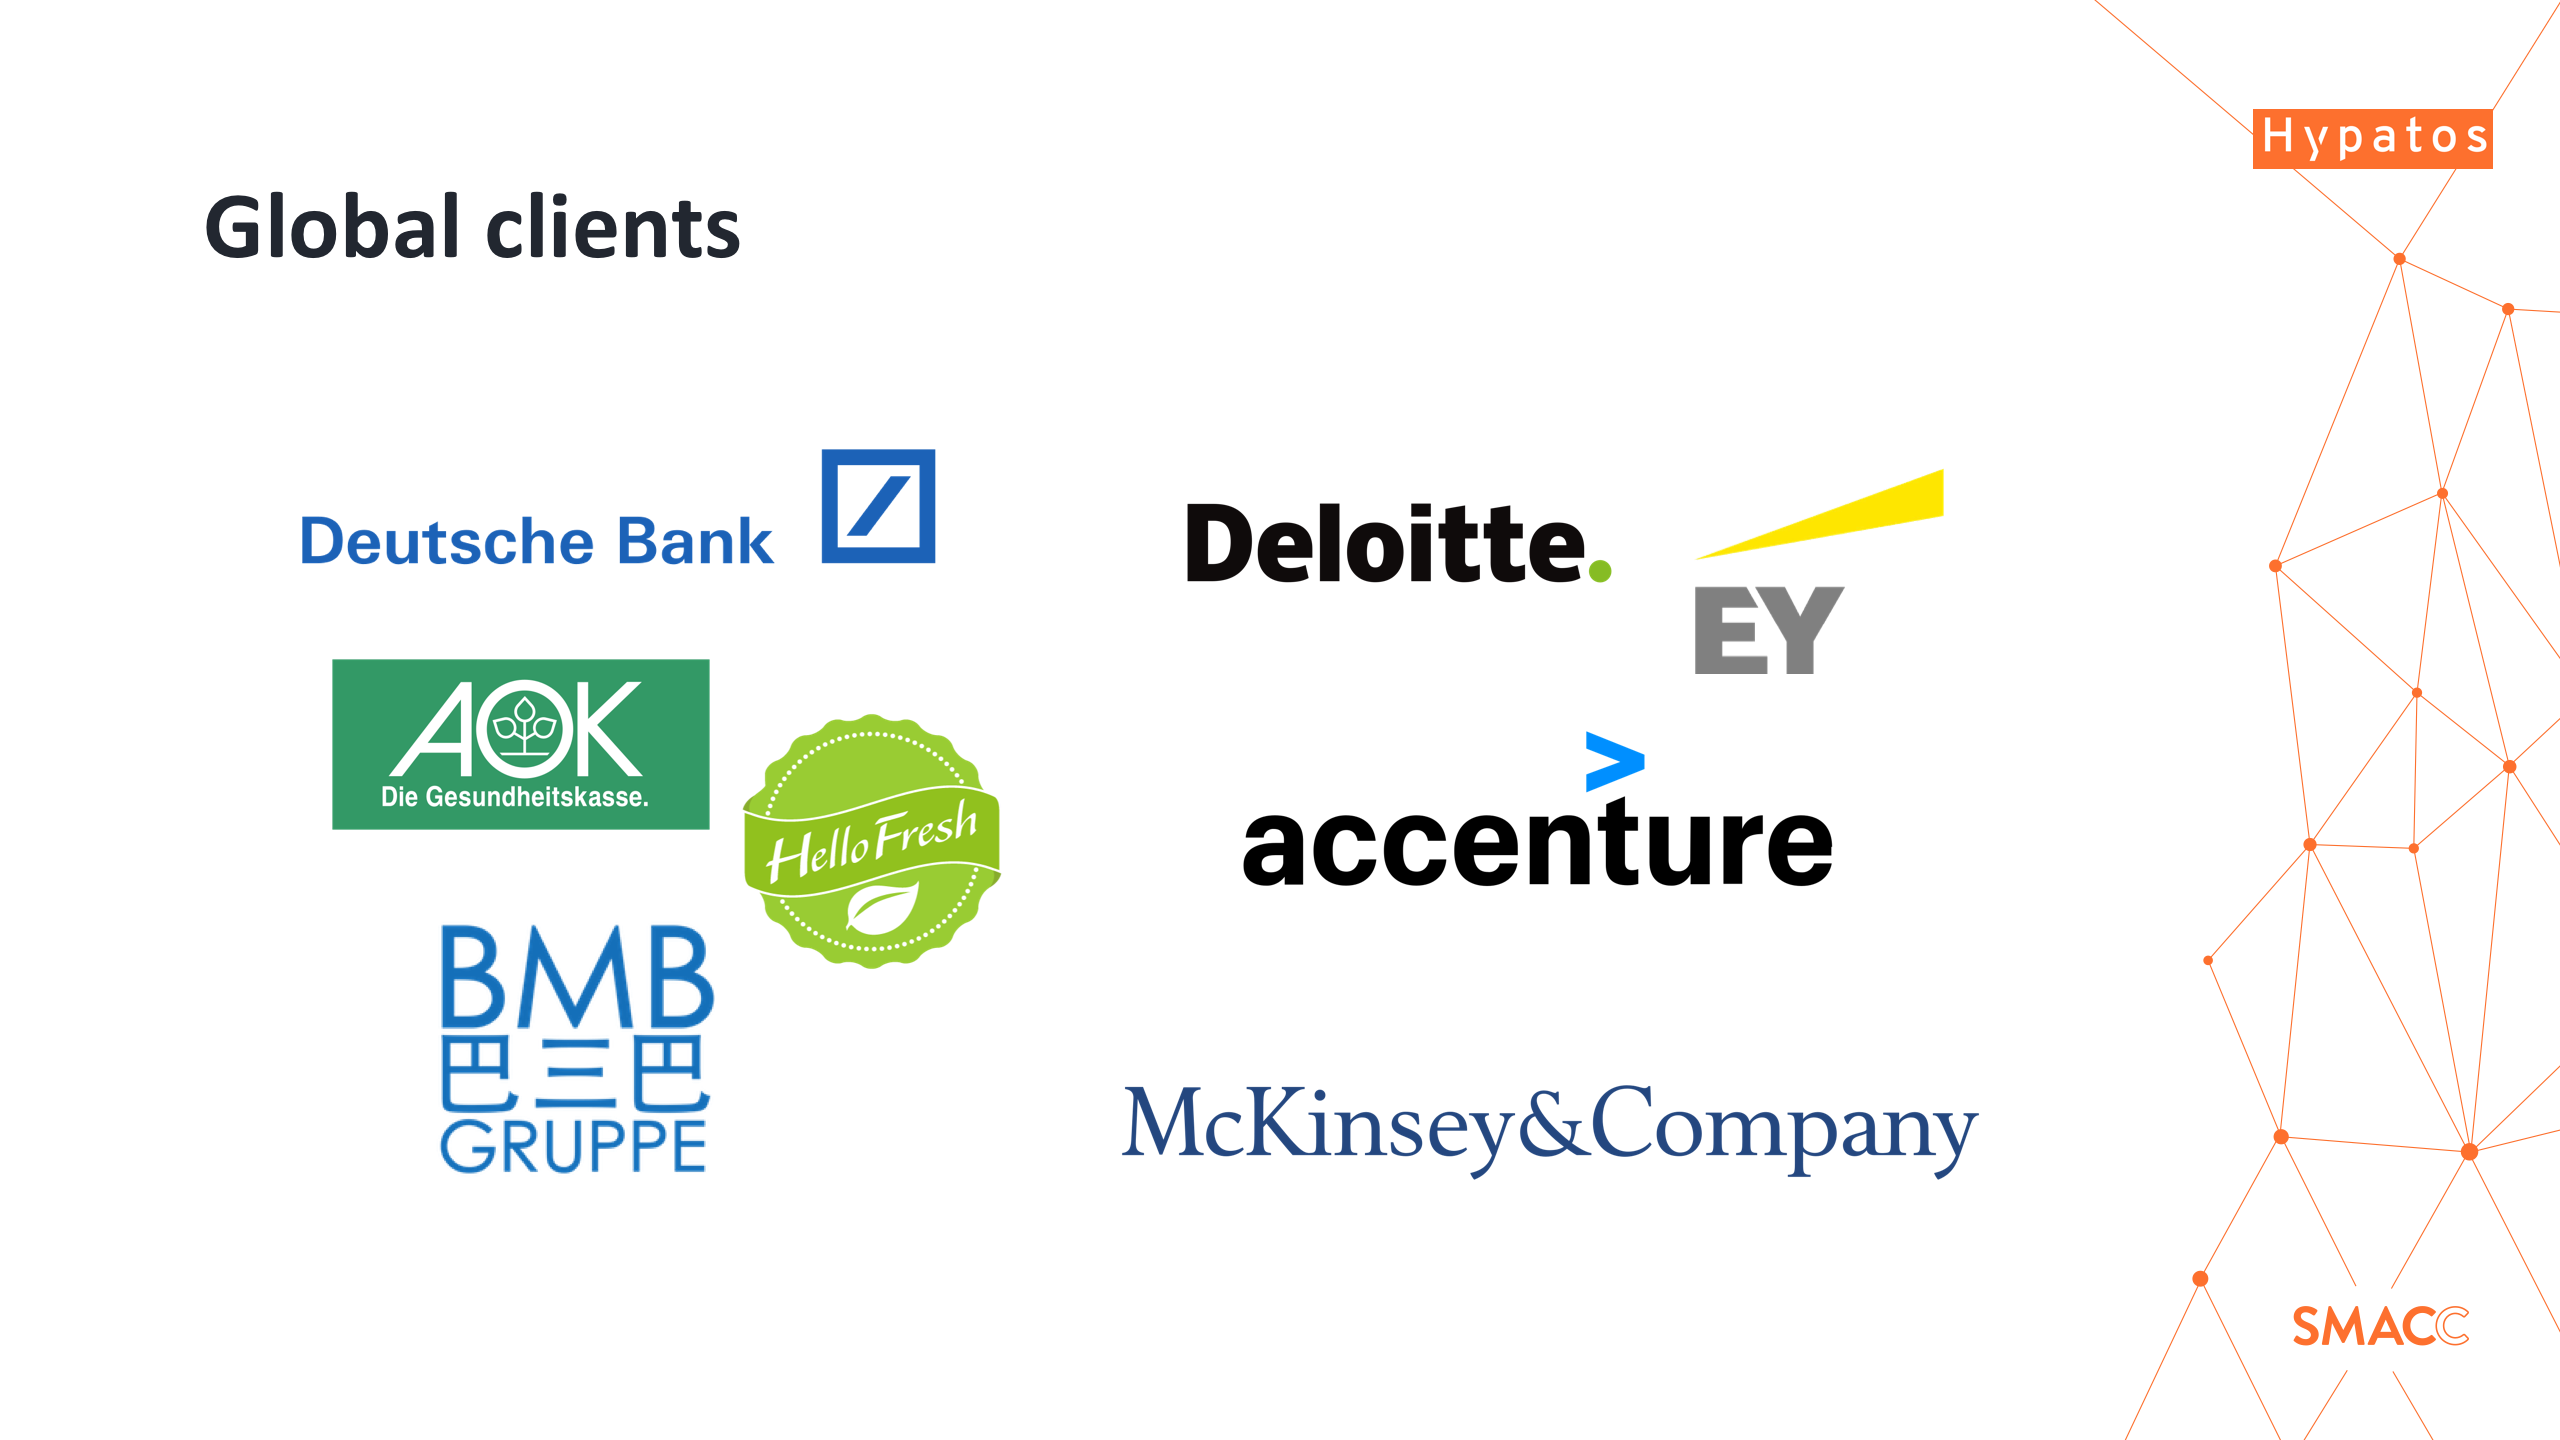 Hypatos
Global clients
Deutsche Bank
AOK
Die Gesundheitskasse.
HelloFresh
BMB
巴三巴
GRUPPE
Deloitte.
EY
>
accenture
McKinsey&Company
SMACC